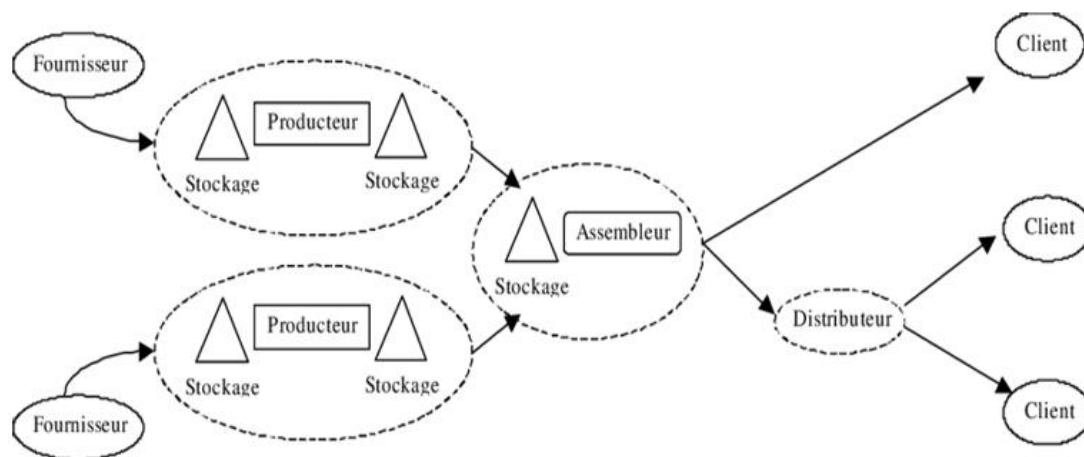 Fournisseur
Producteur
Stockage
Stockage
Client
Assembleur
Stockage
Client
Producteur
Stockage
Stockage
Distributeur
Fournisseur
Client